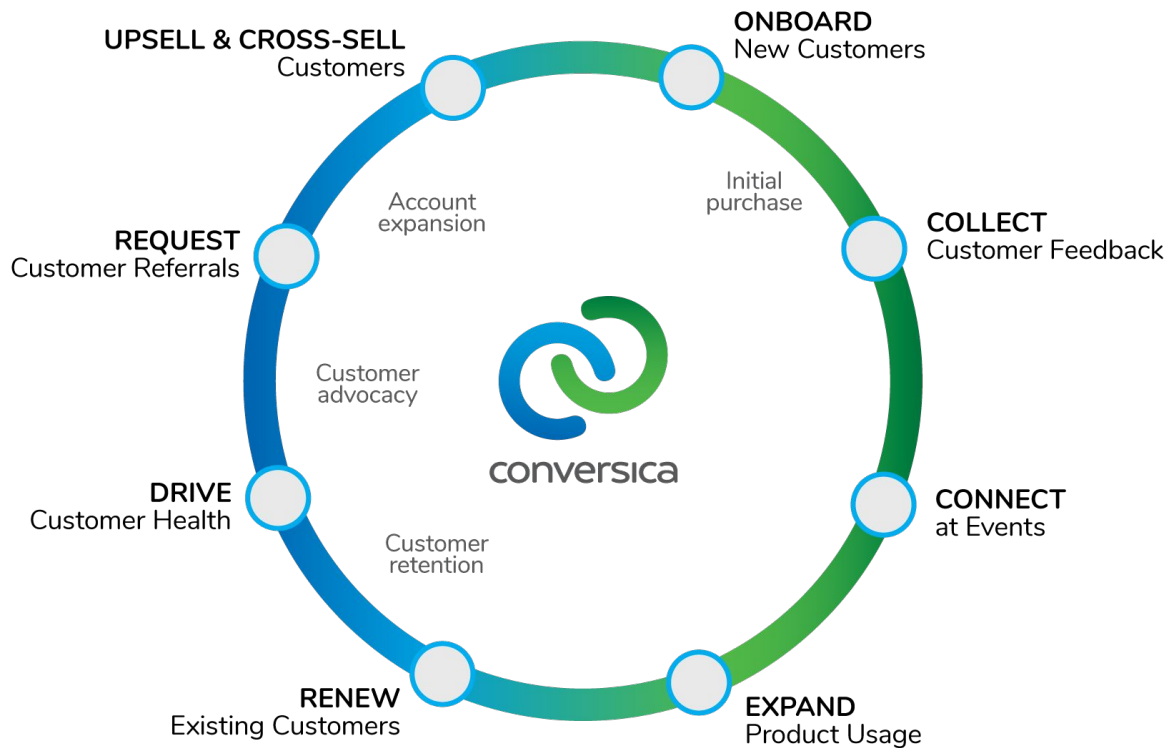 ONBOARD
New Customers
COLLECT
Customer Feedback
CONNECT
at Events
EXPAND
Product Usage
RENEW
Existing Customers
DRIVE
Customer Health
REQUEST
Customer Referrals
UPSELL & CROSS-SELL
Customers
Initial
purchase
Customer
retention
Customer
advocacy
Account
expansion
conversica